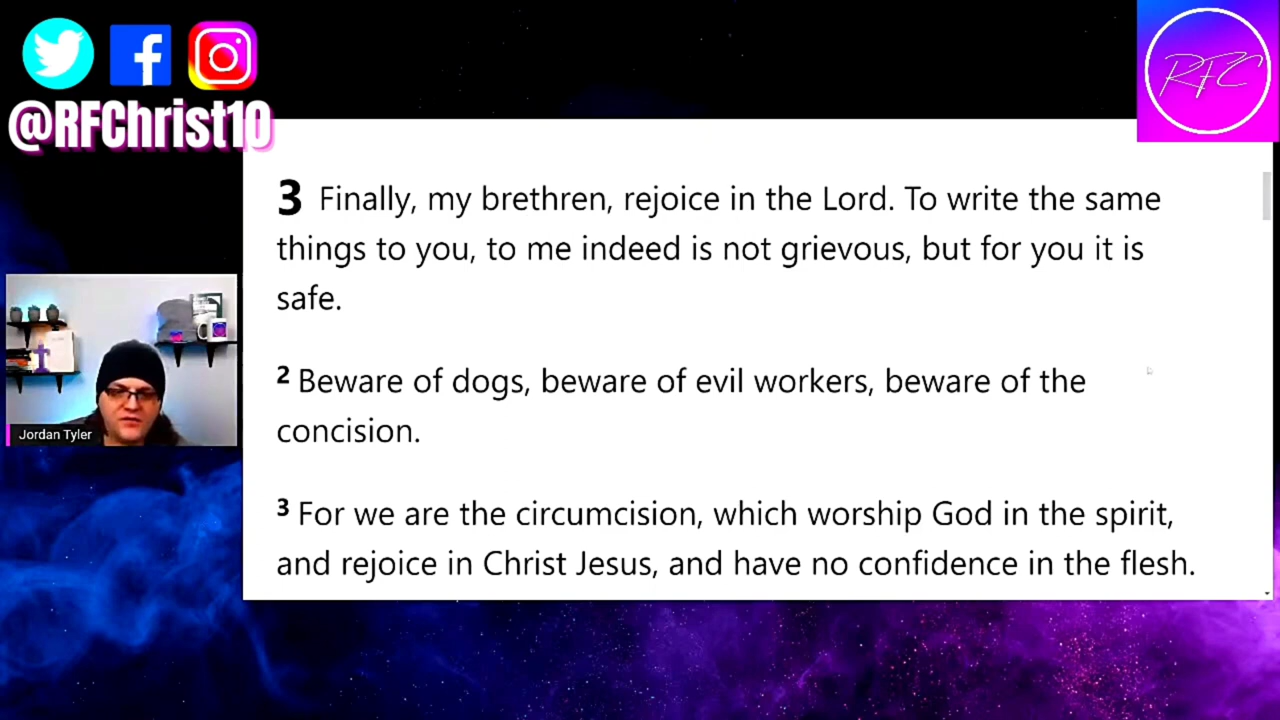 @RFChrist10
RFC
3 Finally, my brethren, rejoice in the Lord. To write the same
things to you, to me indeed is not grievous, but for you it is
safe.
2 Beware of dogs, beware of evil workers, beware of the
concision.
3 For we are the circumcision, which worship God in the spirit,
and rejoice in Christ Jesus, and have no confidence in the flesh.
Jordan Tyler